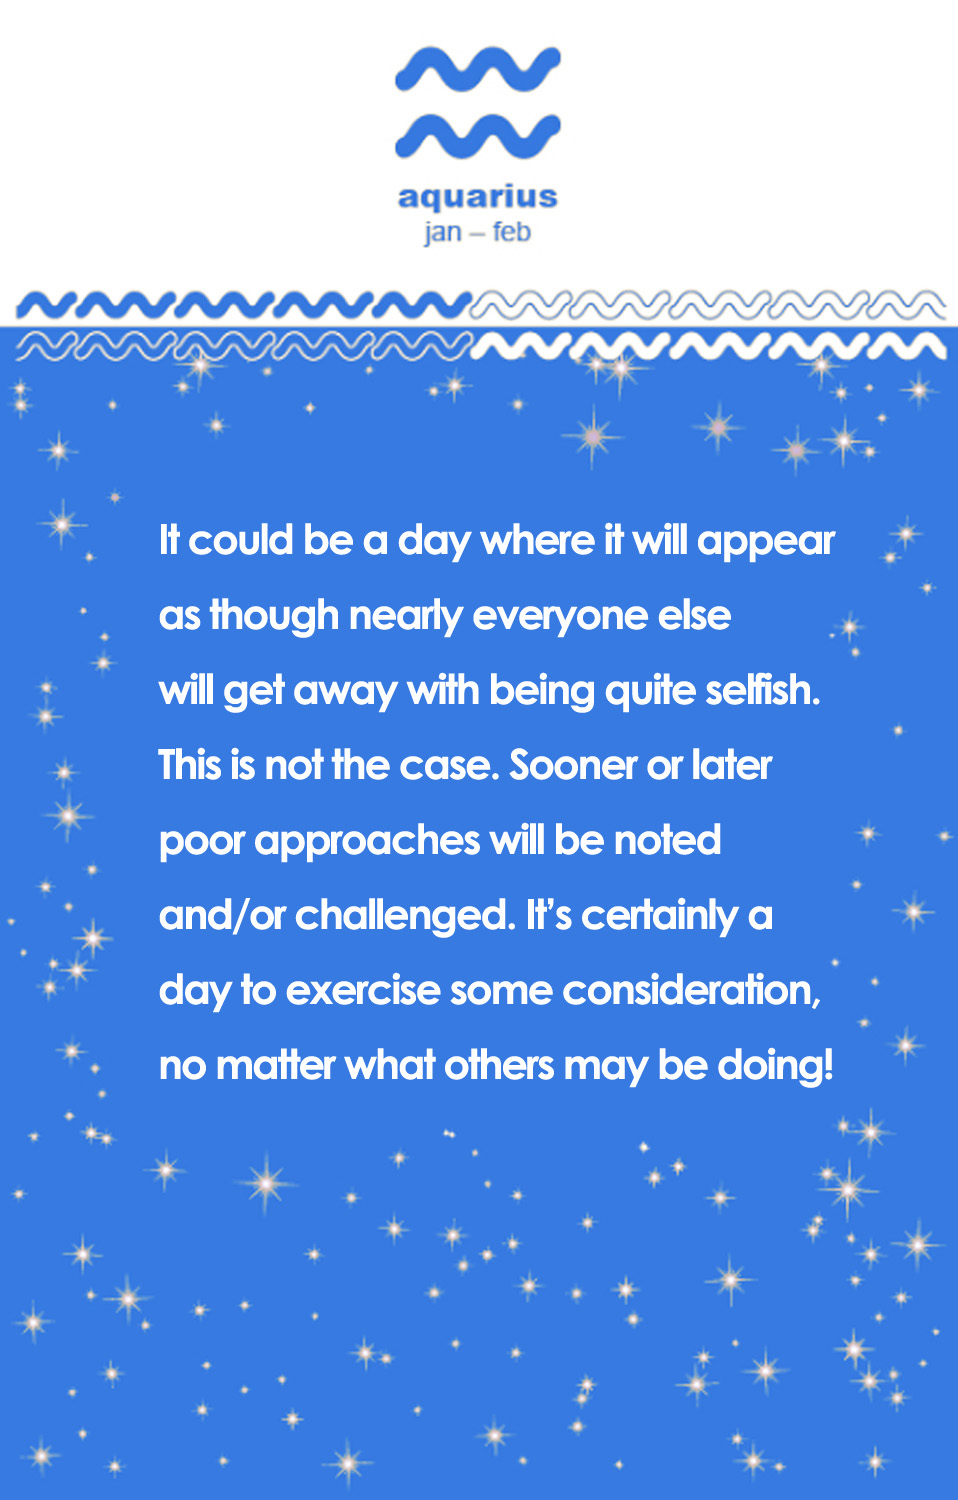 aquarius
jan – feb
It could be a day where it will appear
as though nearly everyone else
will get away with being quite selfish.
This is not the case. Sooner or later
poor approaches will be noted
and/or challenged. It’s certainly a
day to exercise some consideration,
no matter what others may be doing!